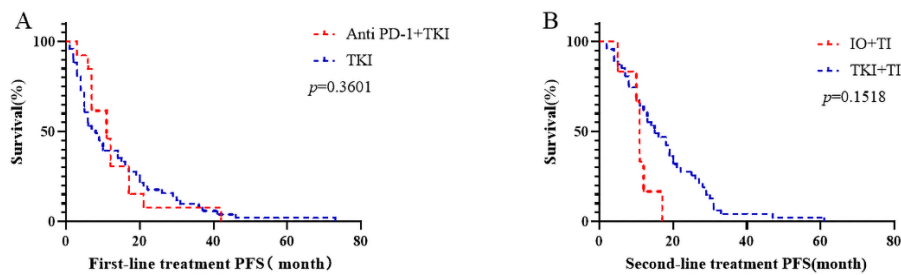 A
Anti PD-1+TKI
TKI
p=0.3601
Survival(%)
100
50
0
0 20 40 60 80
First-line treatment PFS( month)
B
IO+TI
TKI+TI
p=0.1518
Survival(%)
100
50
0
0 20 40 60 80
Second-line treatment PFS(month)